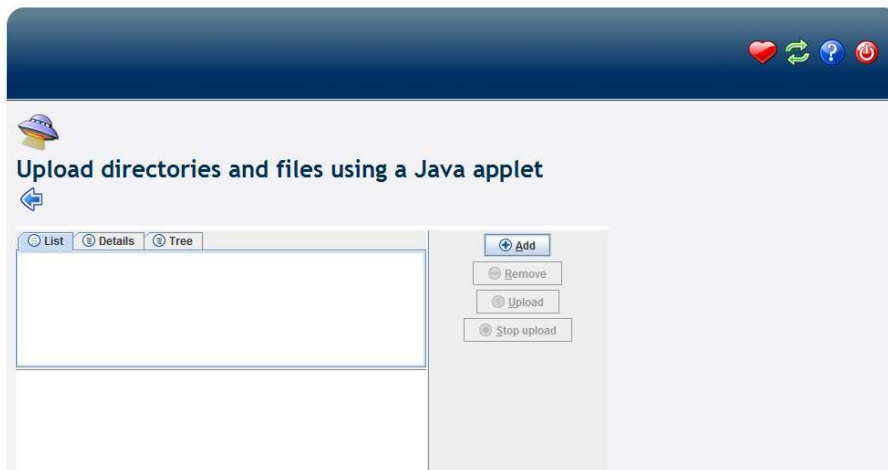 Upload directories and files using a Java applet
List Details Tree
Add
Remove
Upload
Stop upload